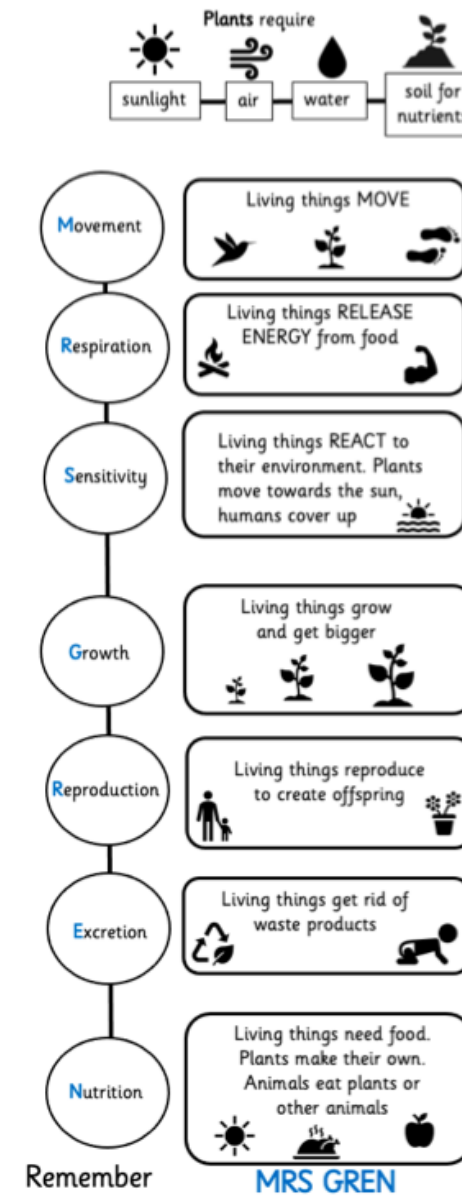 Plants require
sunlight
air
water
soil for
nutrient
Movement
Living things MOVE
Respiration
Living things RELEASE
ENERGY from food
Sensitivity
Living things REACT to
their environment. Plants
move towards the sun,
humans cover up
Growth
Living things grow
and get bigger
Reproduction
Living things reproduce
to create offspring
Excretion
Living things get rid of
waste products
Nutrition
Living things need food.
Plants make their own.
Animals eat plants or
other animals
Remember MRS GREN